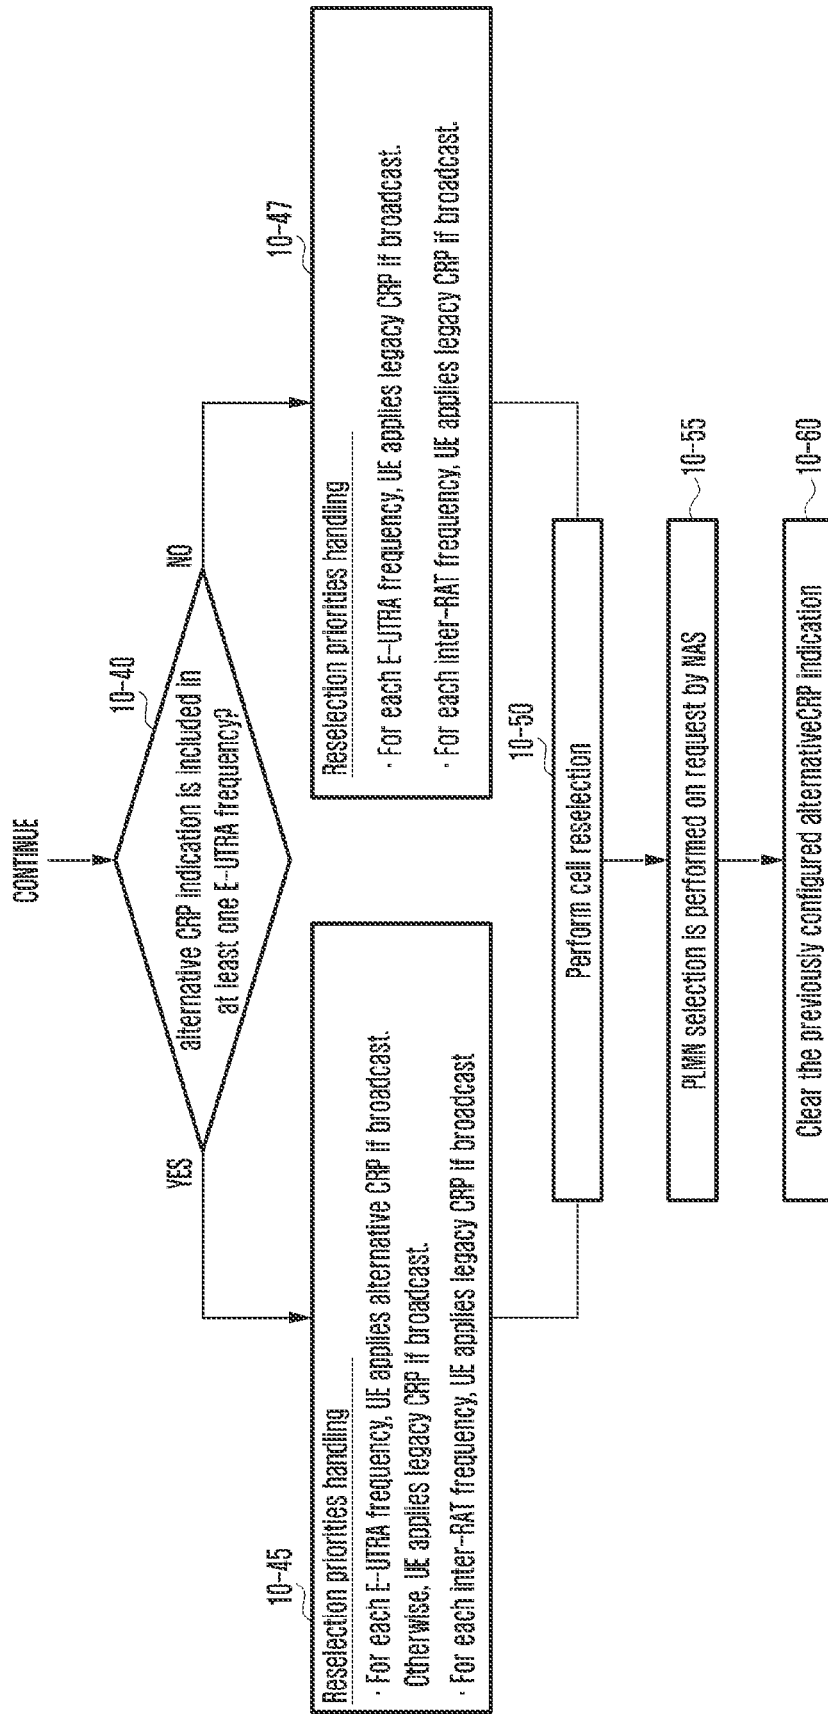 CONTINUE
10-40
alternative CRP indication is included in
at least one E-UTRA frequency?
YES
NO
10-45
Reselection priorities handling
· For each E-UTRA frequency, UE applies alternative CRP if broadcast.
Otherwise, UE applies legacy CRP if broadcast.
· For each inter-RAT frequency, UE applies legacy CRP if broadcast
10-47
Reselection priorities handling
· For each E-UTRA frequency, UE applies legacy CRP if broadcast.
· For each inter-RAT frequency, UE applies legacy CRP if broadcast.
10-50
Perform cell reselection
10-55
PLMN selection is performed on request by NAS
10-60
Clear the previously configured alternativeCRP indication